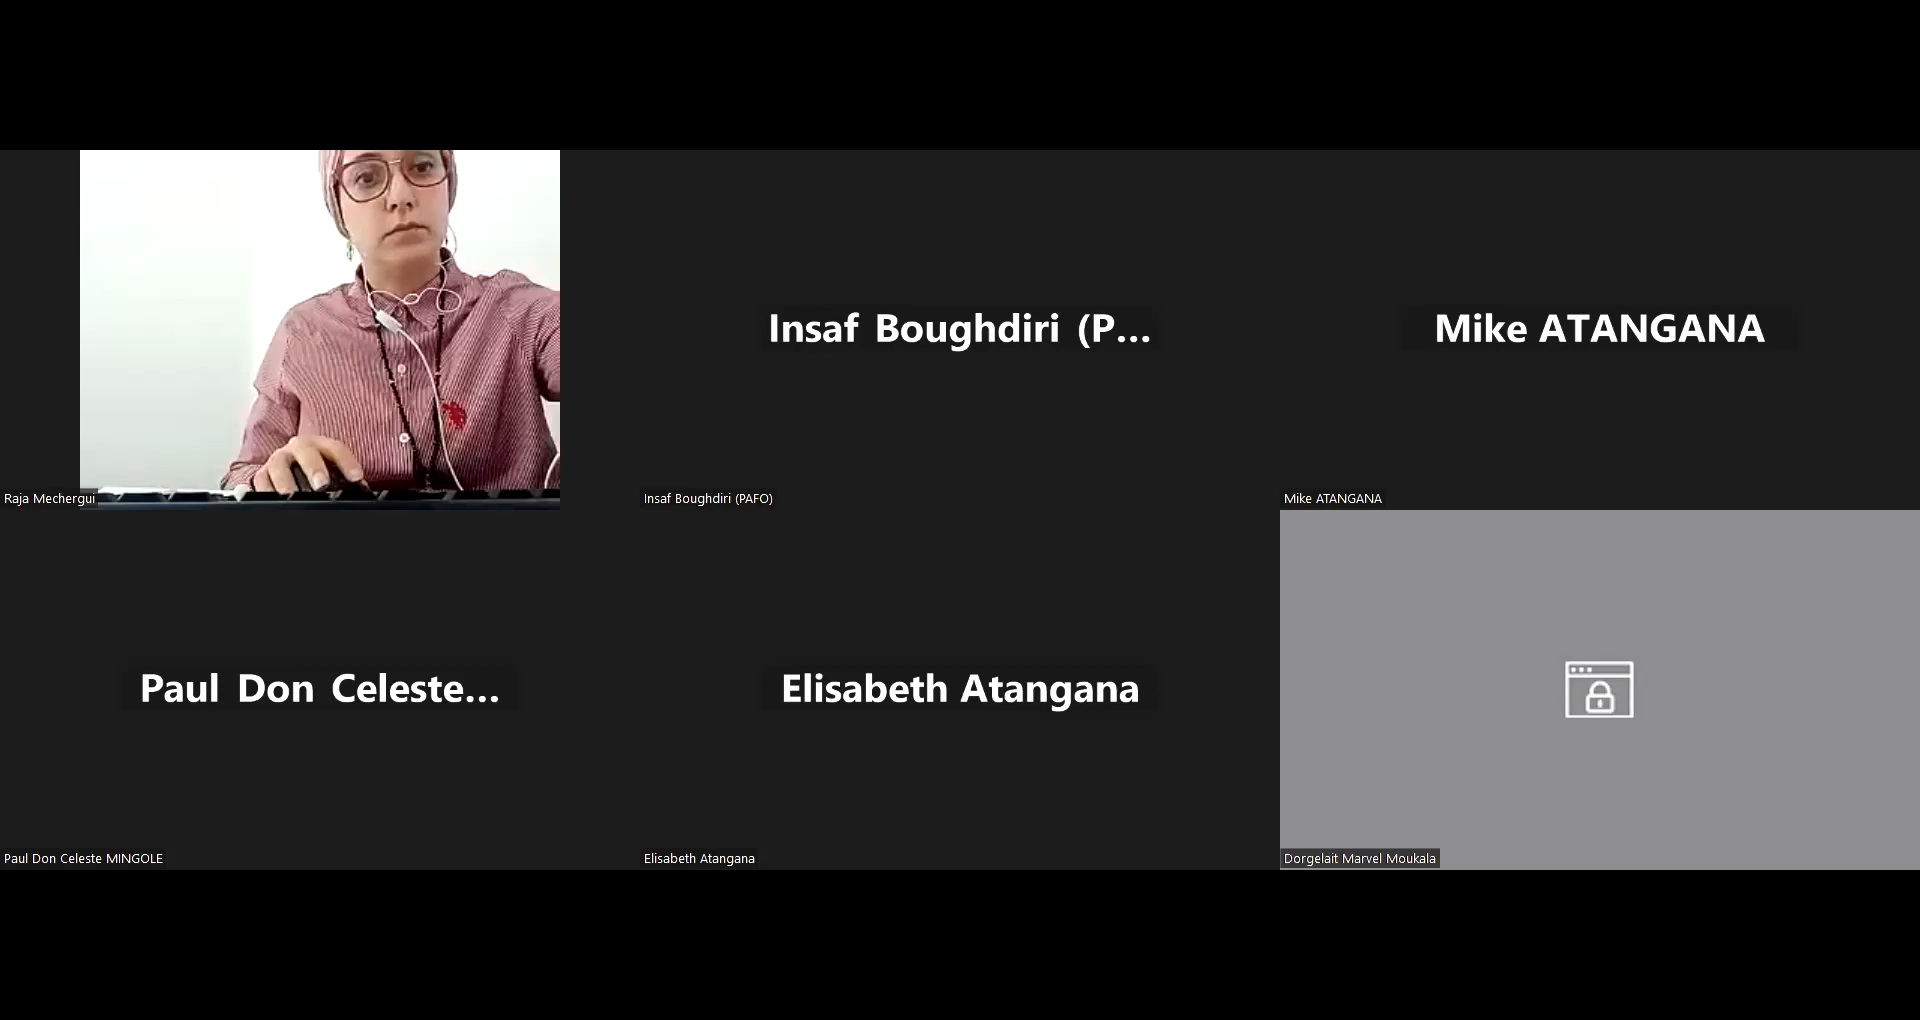 Raja Mechergui
Insaf Boughdiri (P...
Insaf Boughdiri (PAFO)
Mike ATANGANA
Mike ATANGANA
Paul Don Celeste...
Paul Don Celeste MINGOLE
Elisabeth Atangana
Elisabeth Atangana
Dorgelait Marvel Moukala